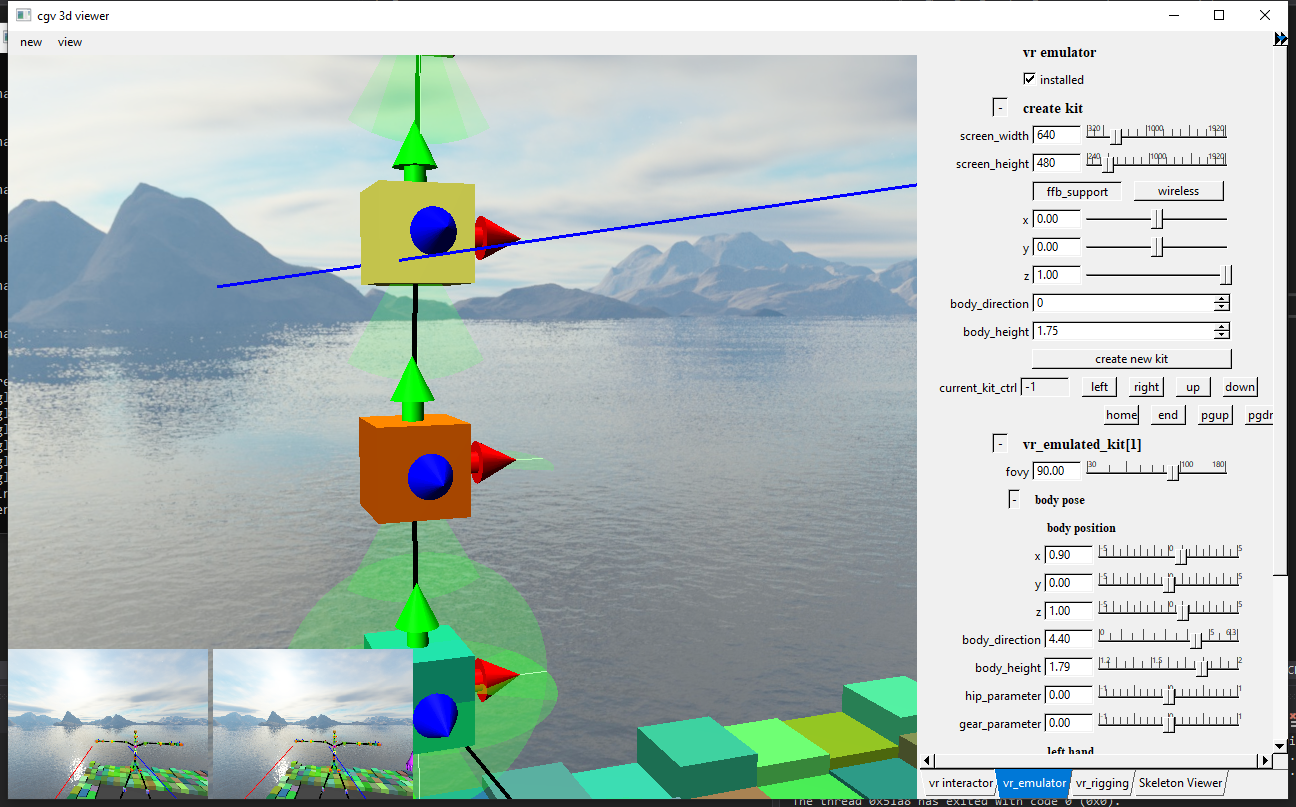 cgv 3d viewer
new view
vr emulator
installed
- create kit
screen_width 640 320 1000 1920
screen_height 480 240 1000 1920
ffb_support wireless
x 0.00
y 0.00
z 1.00
body_direction 0
body_height 1.75
create new kit
current_kit_ctrl -1 left right up down
home end pgup pgdr
- vr_emulated_kit[1]
fovy 90.00 30 100 180
- body pose
body position
x 0.90 -5 0 5
y 0.00 -5 0 5
z 1.00 -5 0 5
body_direction 4.40 0 5 6.3
body_height 1.79 1.2 1.5 2
hip_parameter 0.00 -1 0 1
gear_parameter 0.00 -1 0 1
left hand
vr interactor vr_emulator vr_rigging Skeleton Viewer
The thread 0x51a8 has exited with code 0 (0x0).